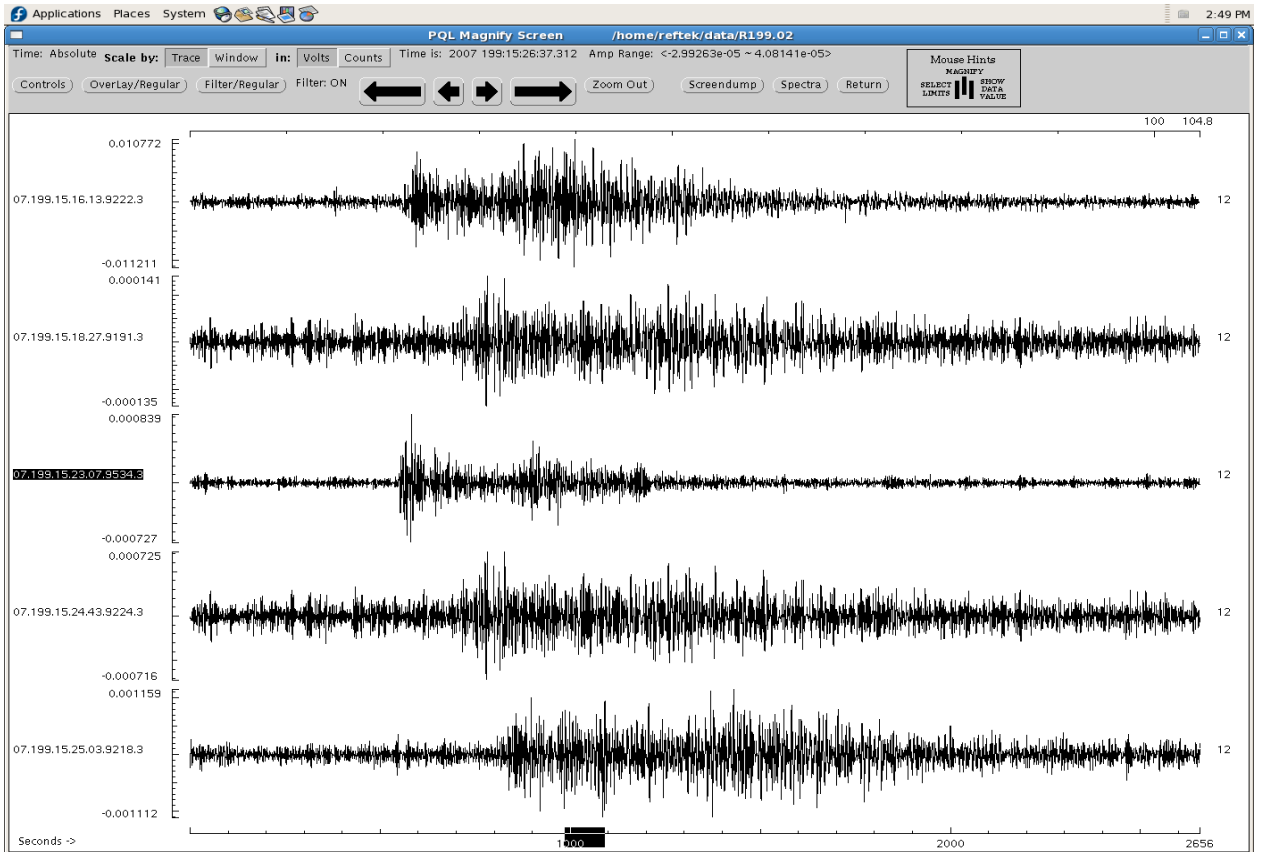 Applications Places System 2:49 PM
PQL Magnify Screen /home/reftek/data/R199.02
Time: Absolute Scale by: Trace Window in: Volts Counts Time is: 2007 199:15:26:37.312 Amp Range: <-2.99263e-05 ~ 4.08141e-05>
Controls OverLay/Regular Filter/Regular Filter: ON Zoom Out Screendump Spectra Return
Mouse Hints
MAGNIFY
SELECT LIMITS
SHOW DATA VALUE
100 104.8
0.010772
07.199.15.16.13.9222.3 12
-0.011211
0.000141
07.199.15.18.27.9191.3 12
-0.000135
0.000839
07.199.15.23.07.9534.3 12
-0.000727
0.000725
07.199.15.24.43.9224.3 12
-0.000716
0.001159
07.199.15.25.03.9218.3 12
-0.001112
Seconds -> 1000 2000 2656